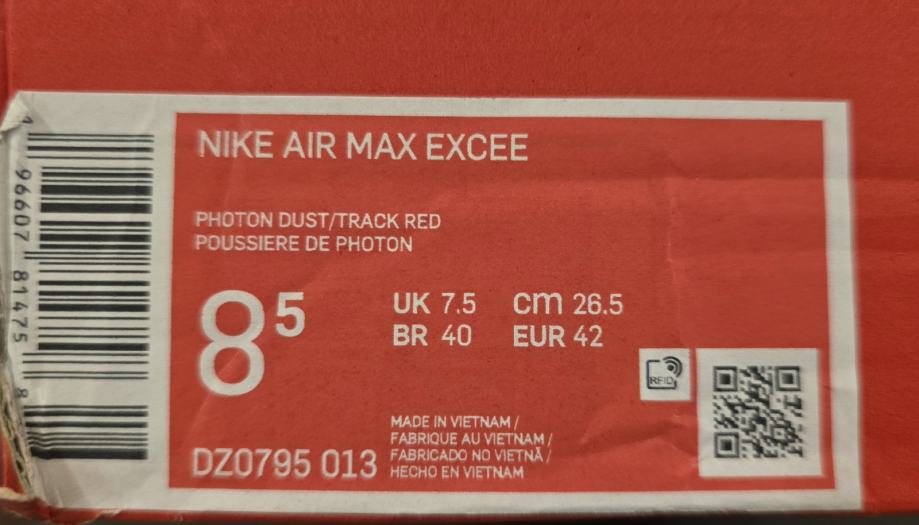 NIKE AIR MAX EXCEE
PHOTON DUST/TRACK RED
POUSSIERE DE PHOTON
8 5
UK 7.5 cm 26.5
BR 40 EUR 42
RFID
MADE IN VIETNAM /
FABRIQUE AU VIETNAM /
FABRICADO NO VIETNÃ /
HECHO EN VIETNAM
DZ0795 013
96607 81475 8